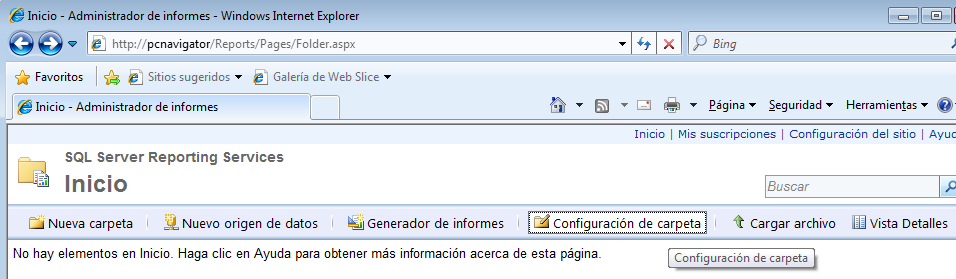 Inicio - Administrador de informes - Windows Internet Explorer
http://pcnavigator/Reports/Pages/Folder.aspx
Bing
Favoritos Sitios sugeridos Galería de Web Slice
Inicio - Administrador de informes
Página Seguridad Herramientas
Inicio | Mis suscripciones | Configuración del sitio | Ayu
SQL Server Reporting Services
Inicio
Buscar
Nueva carpeta Nuevo origen de datos Generador de informes Configuración de carpeta Cargar archivo Vista Detalles
No hay elementos en Inicio. Haga clic en Ayuda para obtener más información acerca de esta página.
Configuración de carpeta